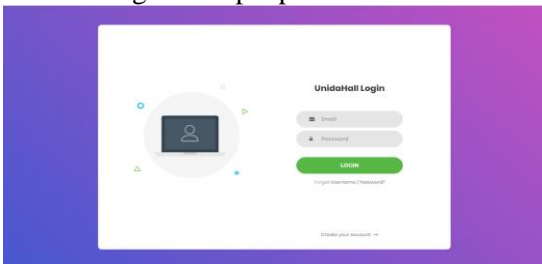 UnidaHall Login
Email
Password
LOGIN
Forgot Username / Password?
Create your Account →